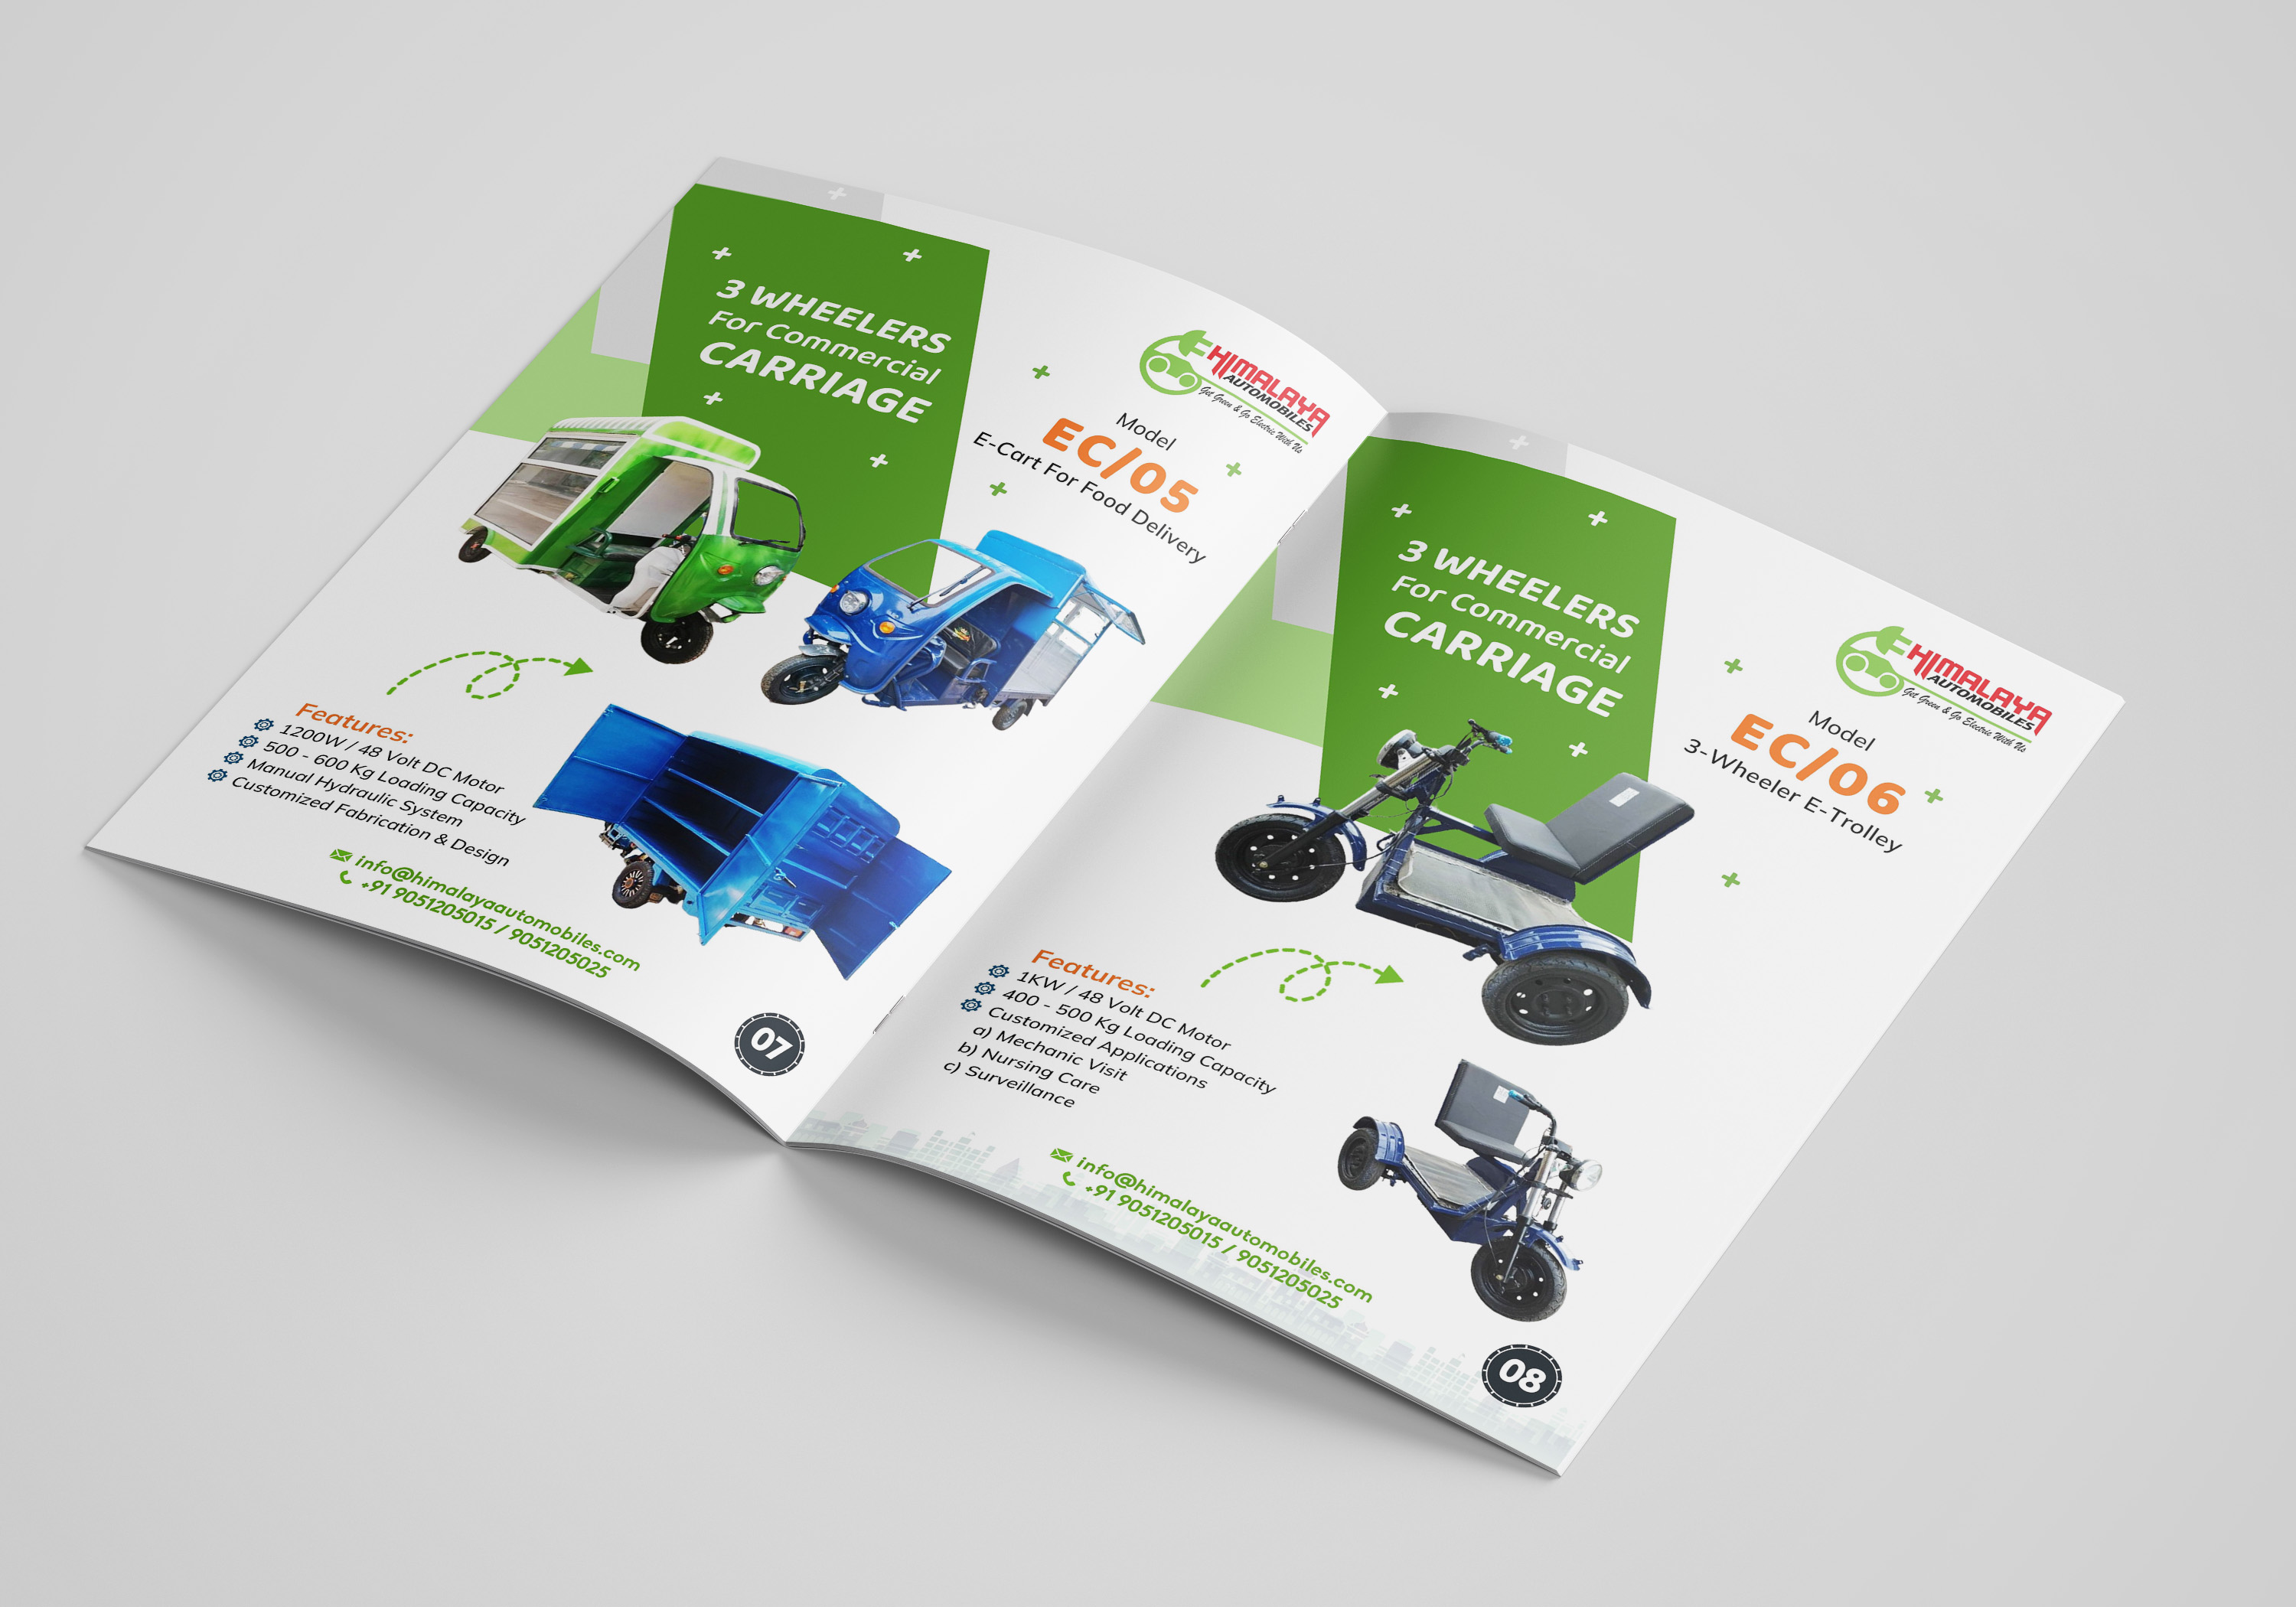 3 WHEELERS
For Commercial
CARRIAGE
HIMALAYA
AUTOMOBILES
Get Green & Go Electric With Us
Model
EC/05
E-Cart For Food Delivery
Features:
1200W / 48 Volt DC Motor
500 - 600 Kg Loading Capacity
Manual Hydraulic System
Customized Fabrication & Design
info@himalayaautomobiles.com
+91 9051205015 / 9051205025
07
3 WHEELERS
For Commercial
CARRIAGE
HIMALAYA
AUTOMOBILES
Get Green & Go Electric With Us
Model
EC/06
3-Wheeler E-Trolley
Features:
1KW / 48 Volt DC Motor
400 - 500 Kg Loading Capacity
Customized Applications
a) Mechanic Visit
b) Nursing Care
c) Surveillance
info@himalayaautomobiles.com
+91 9051205015 / 9051205025
08